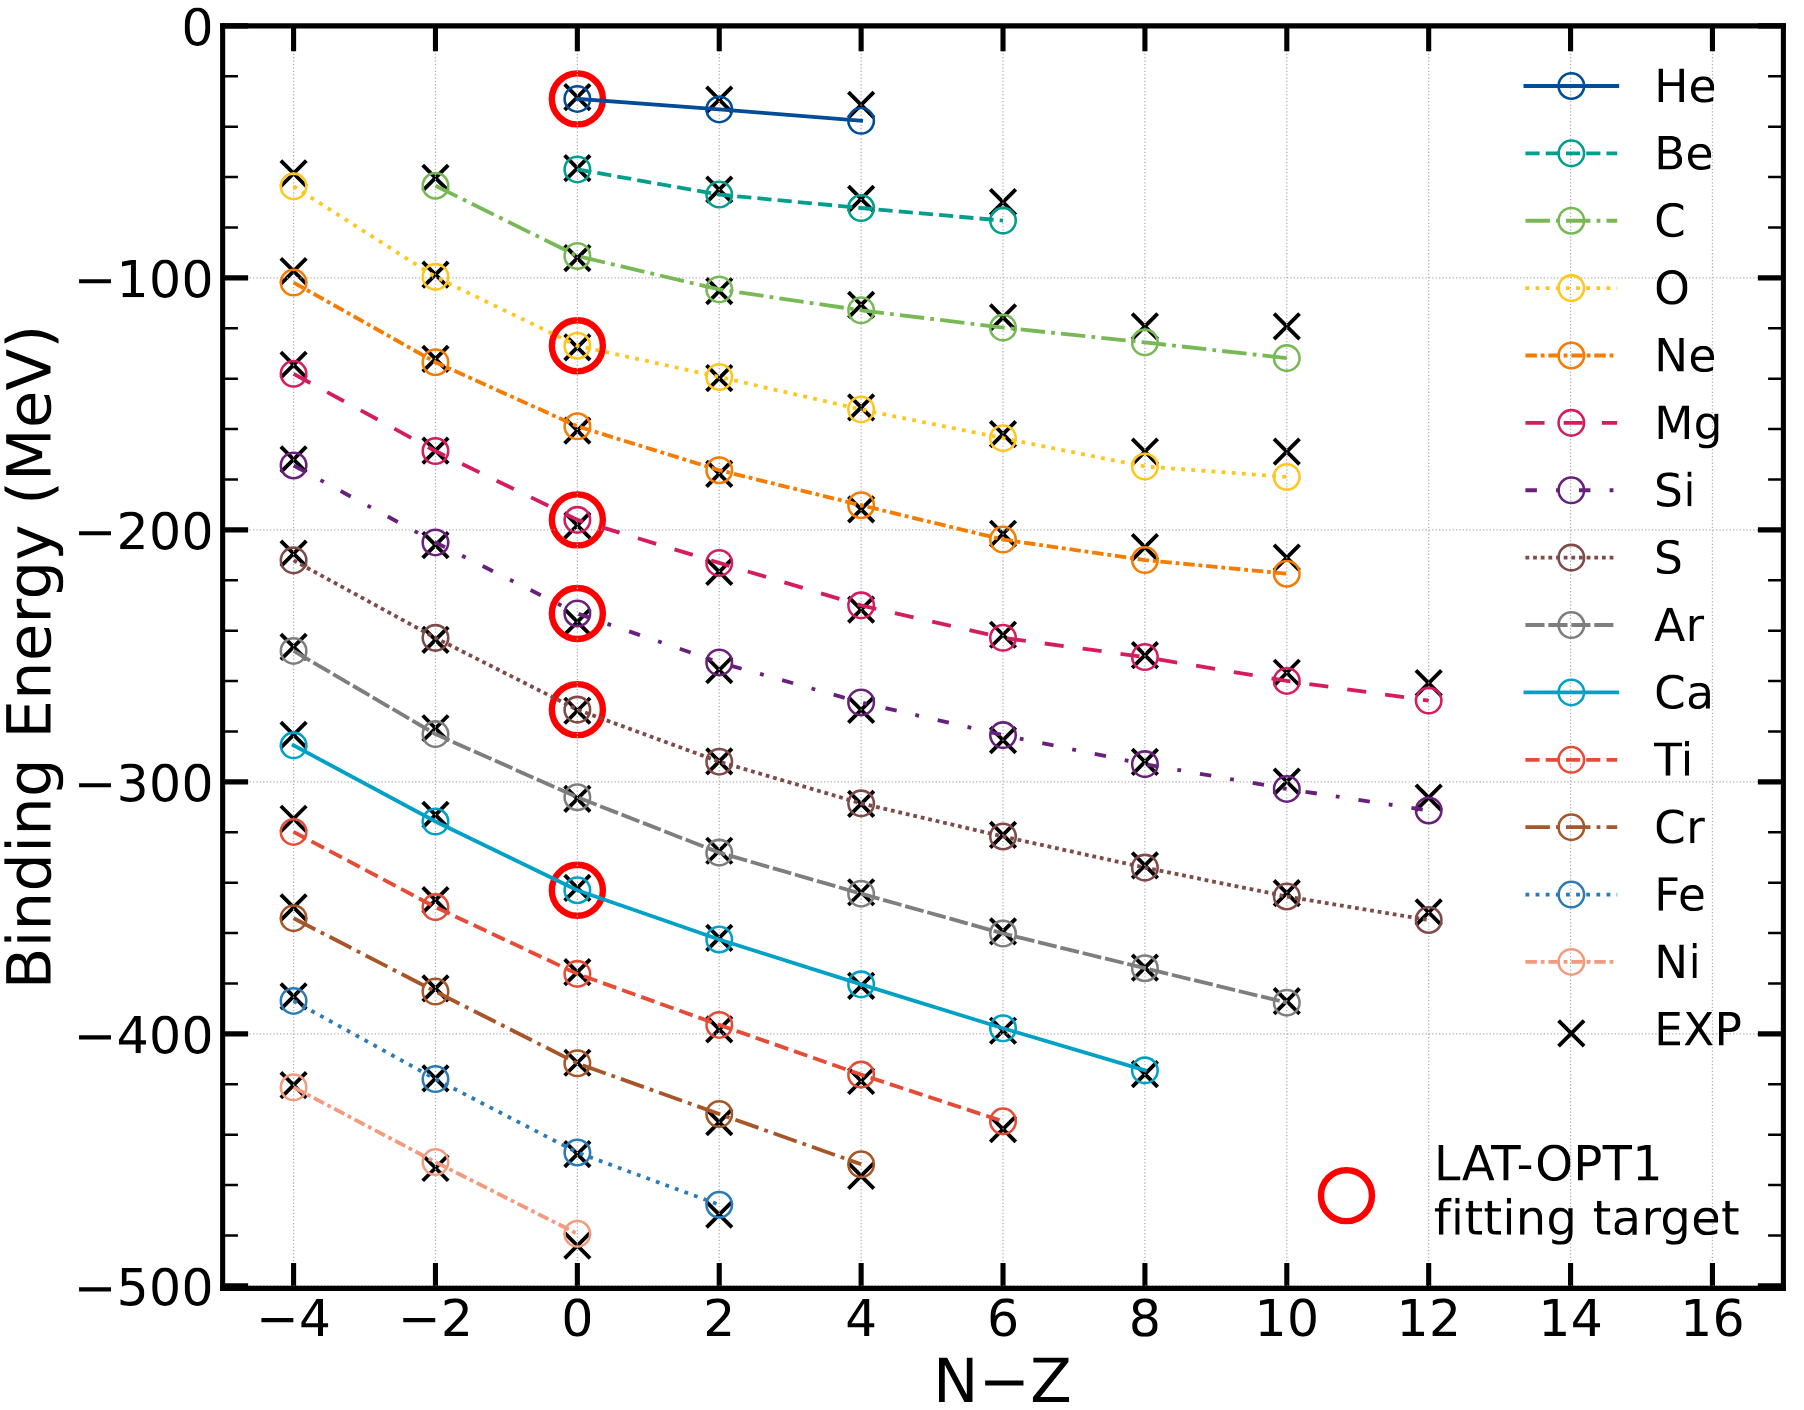 0
−100
−200
−300
−400
−500
Binding Energy (MeV)
−4 −2 0 2 4 6 8 10 12 14 16
N−Z
He
Be
C
O
Ne
Mg
Si
S
Ar
Ca
Ti
Cr
Fe
Ni
EXP
LAT-OPT1
fitting target